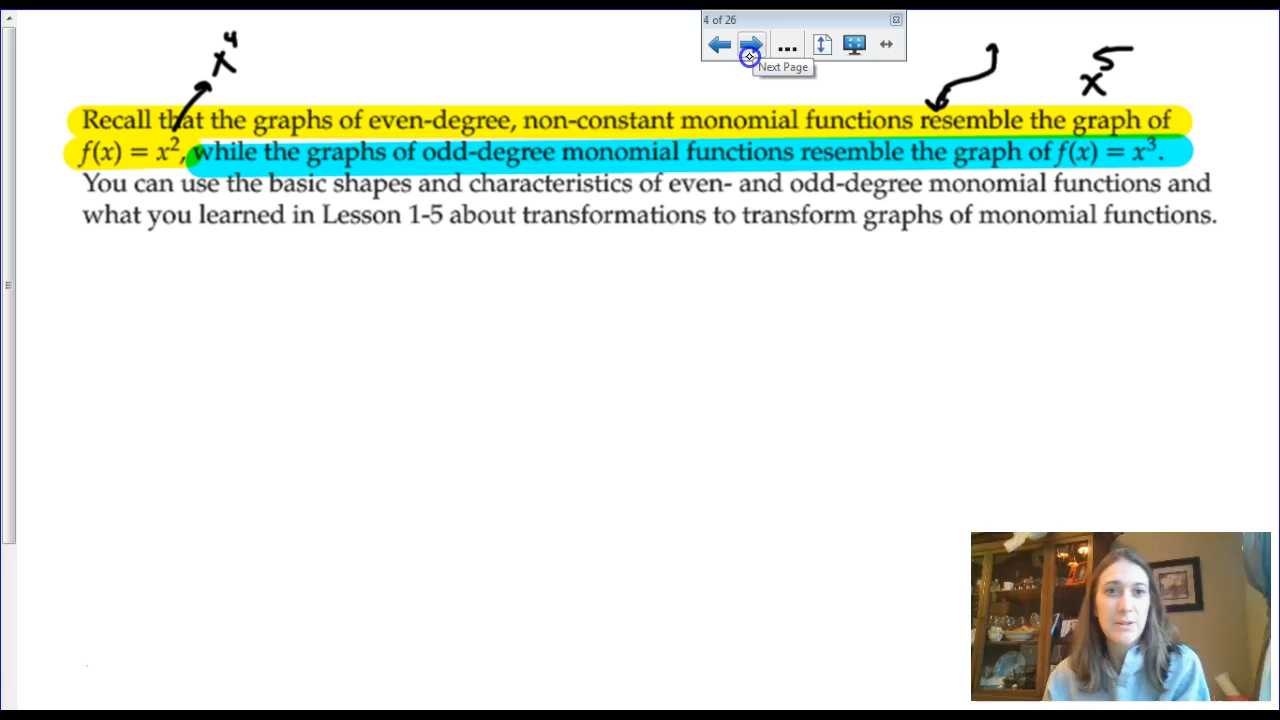 4 of 26
... 
Next Page
x⁴
x⁵
Recall that the graphs of even-degree, non-constant monomial functions resemble the graph of
f(x) = x², while the graphs of odd-degree monomial functions resemble the graph of f(x) = x³.
You can use the basic shapes and characteristics of even- and odd-degree monomial functions and
what you learned in Lesson 1-5 about transformations to transform graphs of monomial functions.